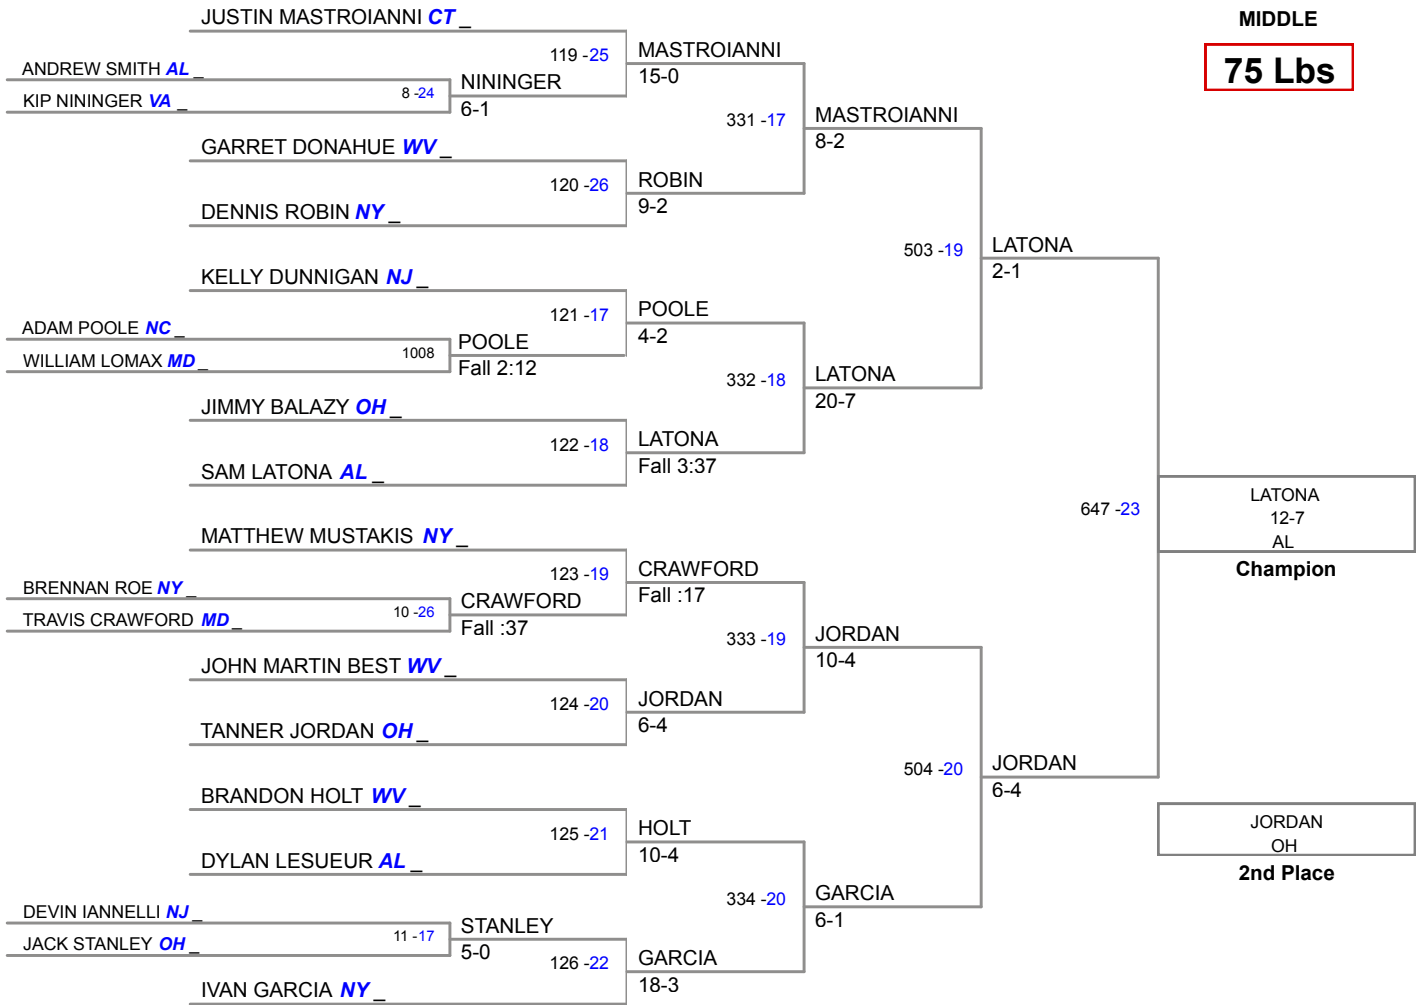 JUSTIN MASTROIANNI CT _
MIDDLE
75 Lbs
119 -25
MASTROIANNI
15-0
ANDREW SMITH AL _
KIP NININGER VA _
8 -24
NININGER
6-1
331 -17
MASTROIANNI
8-2
GARRET DONAHUE WV _
120 -26
ROBIN
9-2
DENNIS ROBIN NY _
503 -19
LATONA
2-1
KELLY DUNNIGAN NJ _
121 -17
POOLE
4-2
ADAM POOLE NC _
WILLIAM LOMAX MD _
1008
POOLE
Fall 2:12
332 -18
LATONA
20-7
JIMMY BALAZY OH _
122 -18
LATONA
Fall 3:37
SAM LATONA AL _
647 -23
LATONA
12-7
AL
Champion
MATTHEW MUSTAKIS NY _
123 -19
CRAWFORD
Fall :17
BRENNAN ROE NY _
TRAVIS CRAWFORD MD _
10 -26
CRAWFORD
Fall :37
333 -19
JORDAN
10-4
JOHN MARTIN BEST WV _
124 -20
JORDAN
6-4
TANNER JORDAN OH _
504 -20
JORDAN
6-4
BRANDON HOLT WV _
125 -21
HOLT
10-4
DYLAN LESUEUR AL _
JORDAN
OH
2nd Place
334 -20
GARCIA
6-1
DEVIN IANNELLI NJ _
JACK STANLEY OH _
11 -17
STANLEY
5-0
126 -22
GARCIA
18-3
IVAN GARCIA NY _